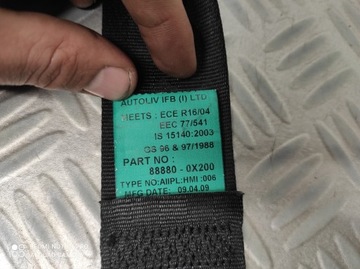 AUTOLIV IFB (I) LTD
MEETS : ECE R16/04
EEC 77/541
IS 15140:2003
GS 96 & 97/1988
PART NO :
88880 - 0X200
TYPE NO:AIIPL:HMI :006
MFG DATE: 09.04.09